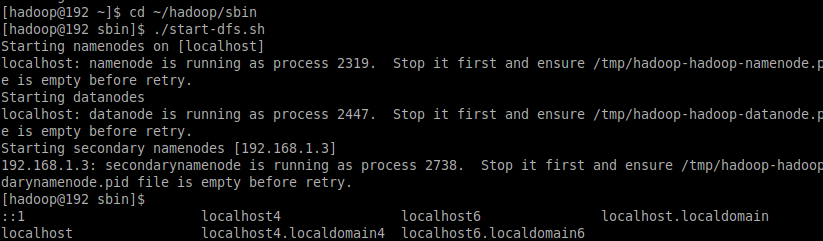 [hadoop@192 ~]$ cd ~/hadoop/sbin
[hadoop@192 sbin]$ ./start-dfs.sh
Starting namenodes on [localhost]
localhost: namenode is running as process 2319.  Stop it first and ensure /tmp/hadoop-hadoop-namenode.p
e is empty before retry.
Starting datanodes
localhost: datanode is running as process 2447.  Stop it first and ensure /tmp/hadoop-hadoop-datanode.p
e is empty before retry.
Starting secondary namenodes [192.168.1.3]
192.168.1.3: secondarynamenode is running as process 2738.  Stop it first and ensure /tmp/hadoop-hadoop
darynamenode.pid file is empty before retry.
[hadoop@192 sbin]$
::1 localhost4 localhost6 localhost.localdomain
localhost localhost4.localdomain4 localhost6.localdomain6